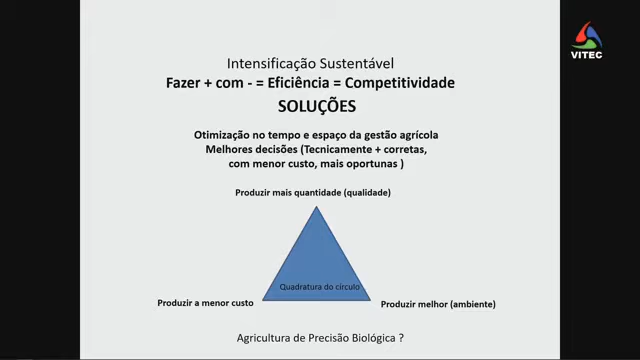 VITEC
Intensificação Sustentável
Fazer + com - = Eficiência = Competitividade
SOLUÇÕES
Otimização no tempo e espaço da gestão agrícola
Melhores decisões (Tecnicamente + corretas,
com menor custo, mais oportunas )
Produzir mais quantidade (qualidade)
Quadratura do círculo
Produzir a menor custo
Produzir melhor (ambiente)
Agricultura de Precisão Biológica ?